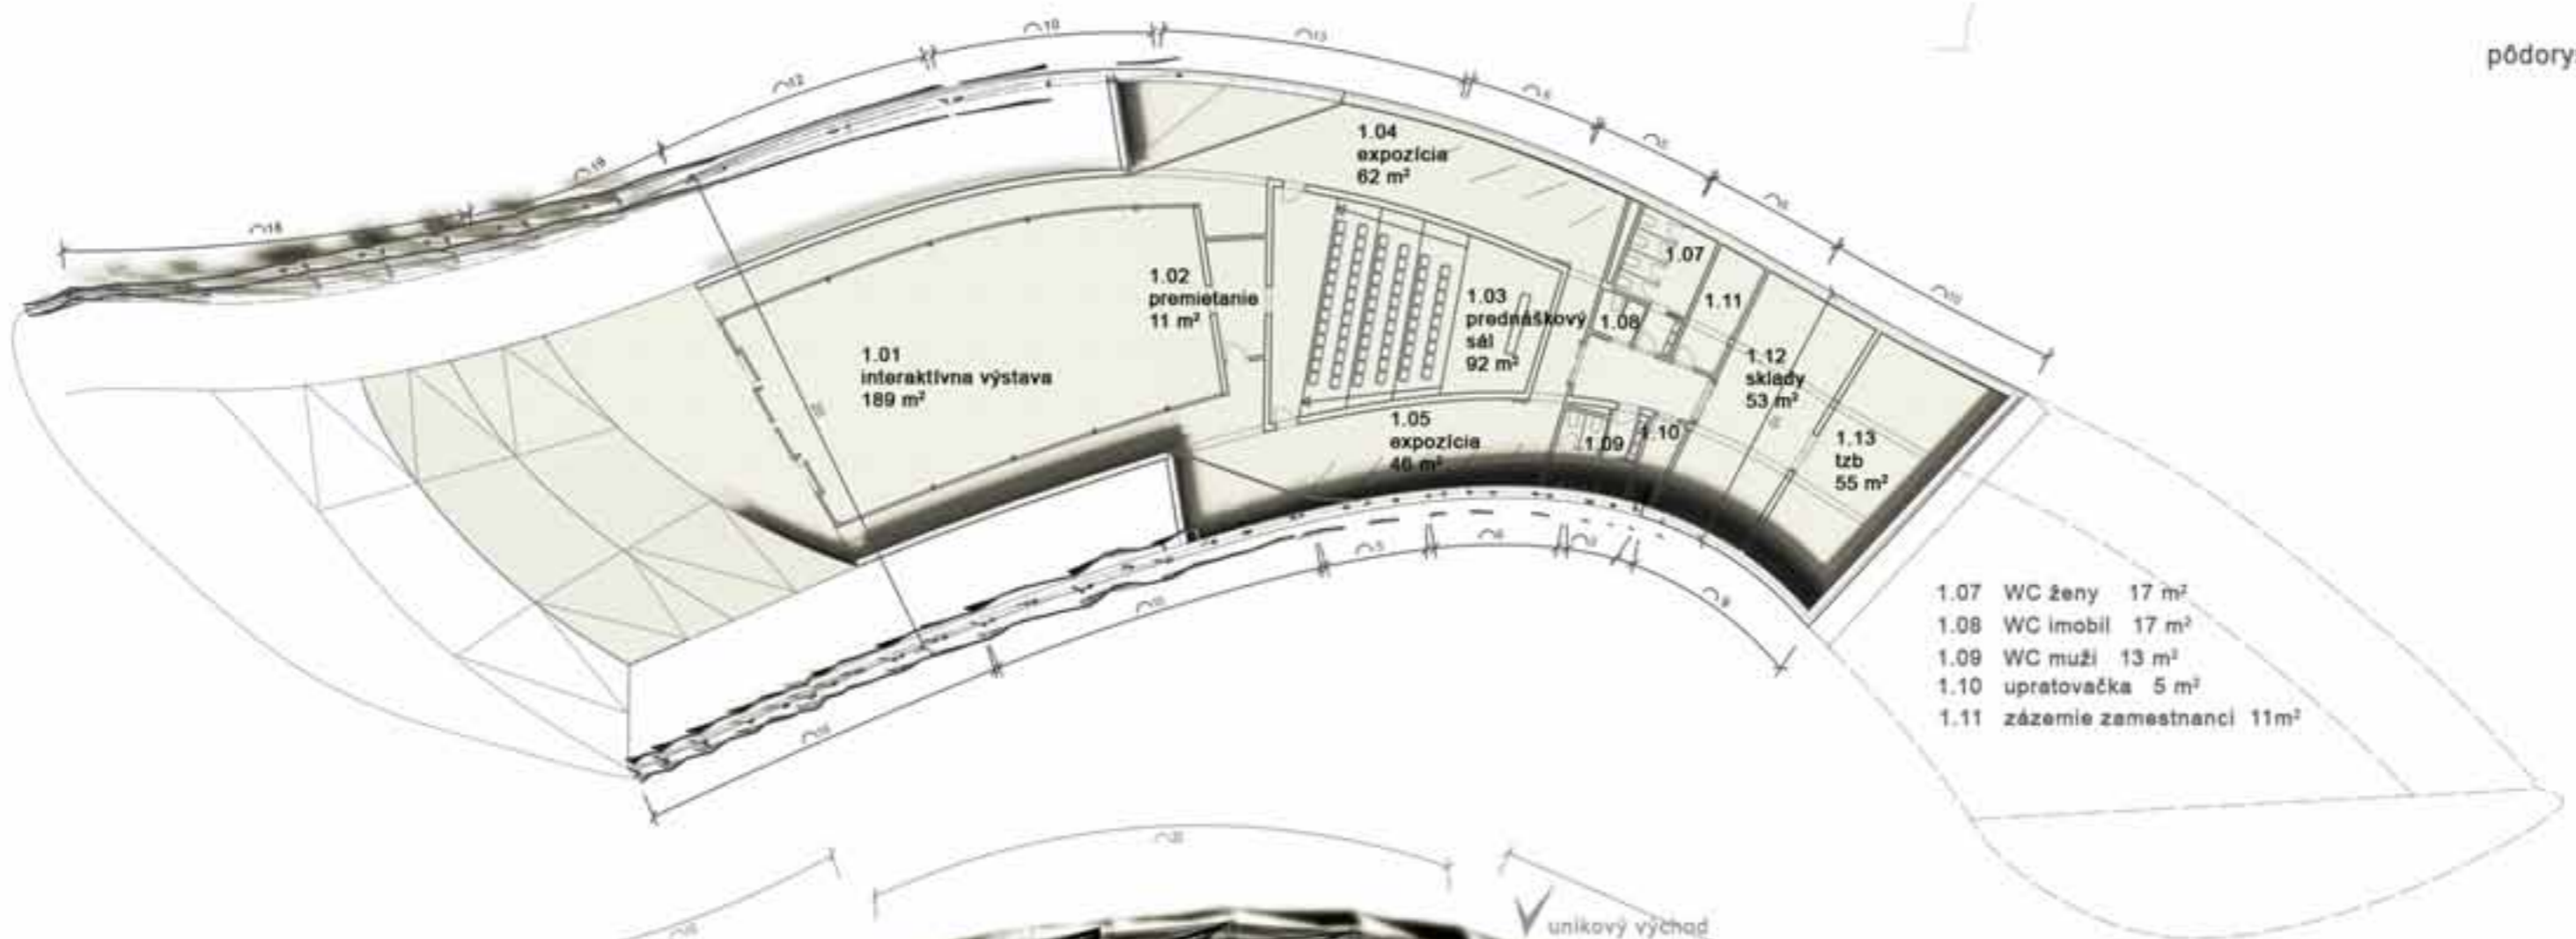 pôdory
1.04
expozícia
62 m²
1.07
1.02
premietanie
11 m²
1.03
prednáškový
sál
92 m²
1.08
1.11
1.01
interaktívna výstava
189 m²
1.12
sklady
53 m²
1.05
expozícia
46 m²
1.09
1.10
1.13
tzb
55 m²
1.07 WC ženy 17 m²
1.08 WC imobil 17 m²
1.09 WC muži 13 m²
1.10 upratovačka 5 m²
1.11 zázemie zamestnanci 11m²
unikový východ